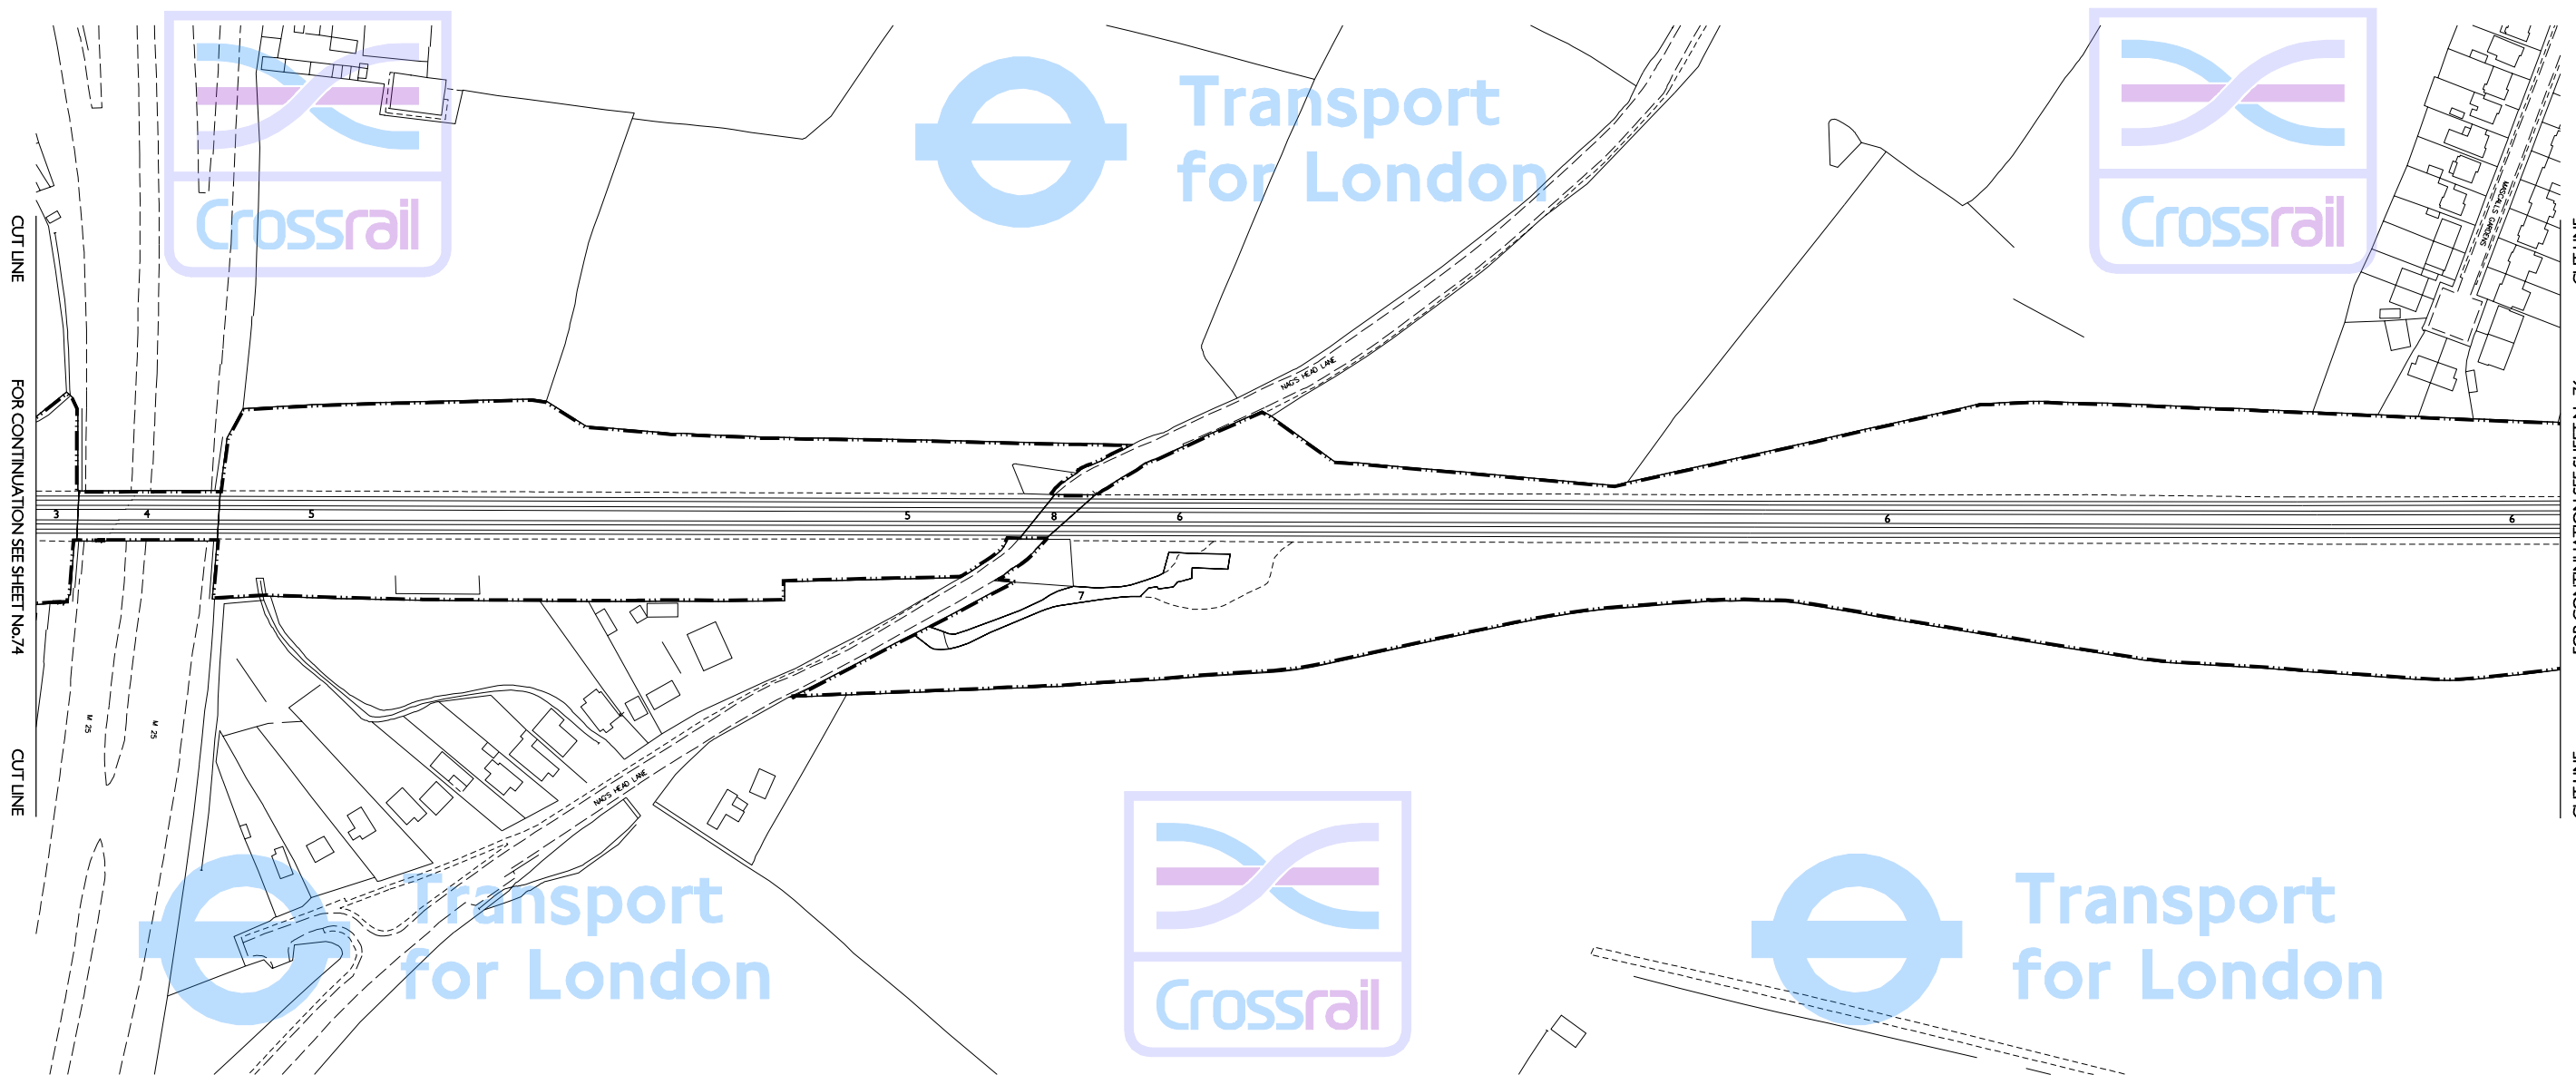 Crossrail
Transport
for London
Crossrail
MASCALLS GARDENS
CUT LINE
NAG'S HEAD LANE
FOR CONTINUATION SEE SHEET No.74
3
4
5
5
8
6
6
6
7
M 25
M 25
CUT LINE
NAG'S HEAD LANE
Transport
for London
Crossrail
Transport
for London